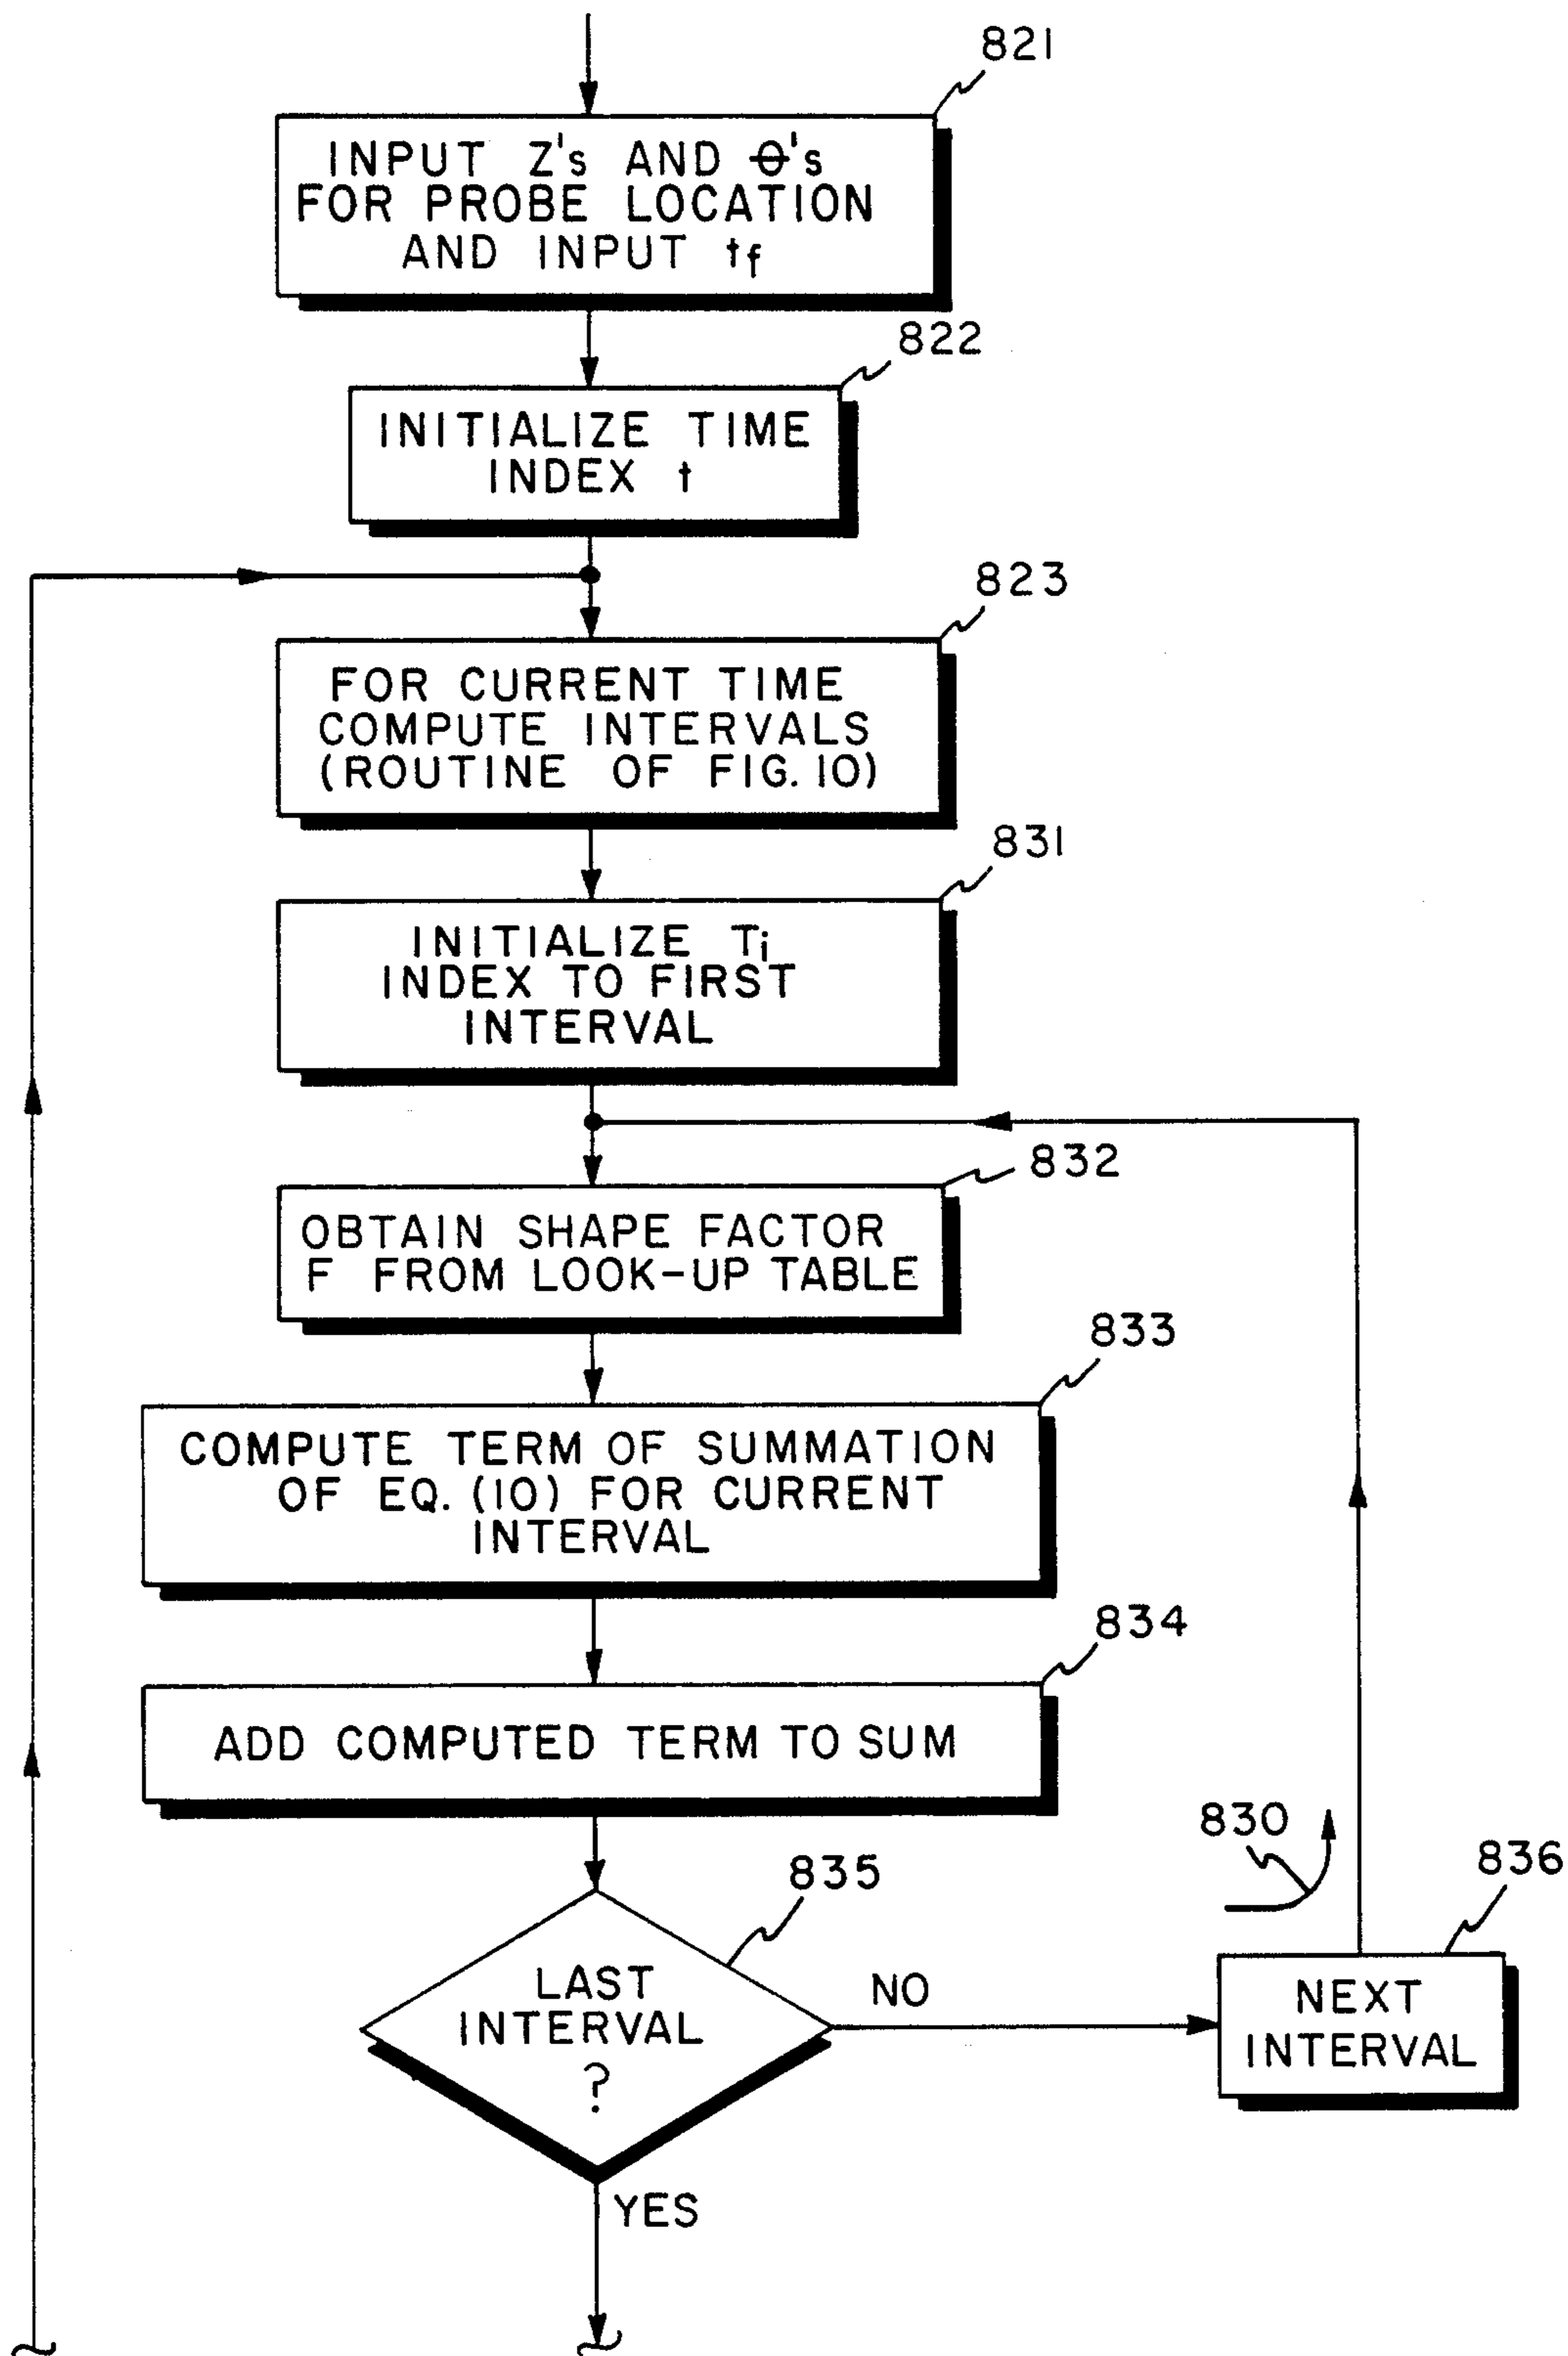 821
INPUT Z's AND θ's
FOR PROBE LOCATION
AND INPUT tf
822
INITIALIZE TIME
INDEX t
823
FOR CURRENT TIME
COMPUTE INTERVALS
(ROUTINE OF FIG. 10)
831
INITIALIZE Ti
INDEX TO FIRST
INTERVAL
832
OBTAIN SHAPE FACTOR
F FROM LOOK-UP TABLE
833
COMPUTE TERM OF SUMMATION
OF EQ. (10) FOR CURRENT
INTERVAL
834
ADD COMPUTED TERM TO SUM
830
835
836
LAST
INTERVAL
?
NO
NEXT
INTERVAL
YES